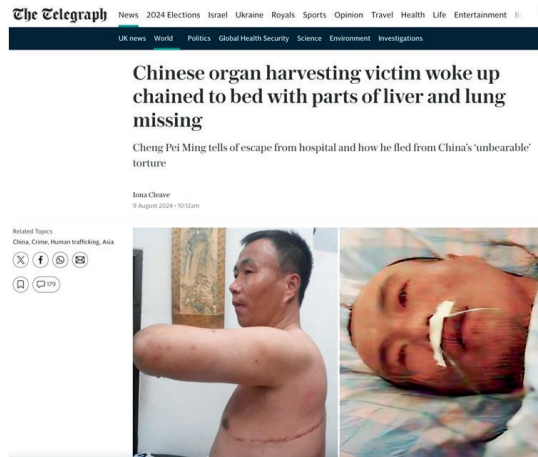 The Telegraph News 2024 Elections Israel Ukraine Royals Sports Opinion Travel Health Life Entertainment
UK news World Politics Global Health Security Science Environment Investigations
Chinese organ harvesting victim woke up
chained to bed with parts of liver and lung
missing
Cheng Pei Ming tells of escape from hospital and how he fled from China's ‘unbearable’
torture
Iona Cleave
9 August 2024 • 10:12am
Related Topics
China, Crime, Human trafficking, Asia
179